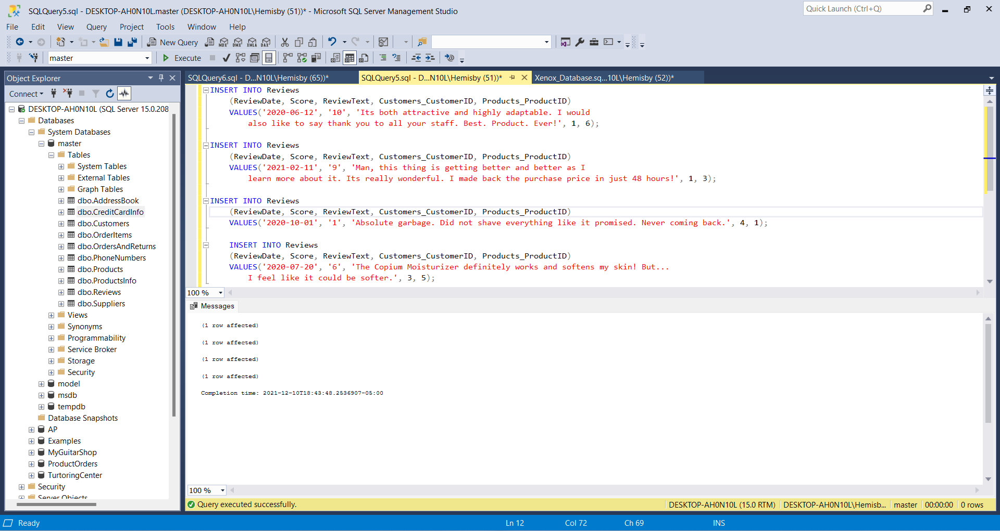 SQLQuery5.sql - DESKTOP-AH0N10L.master (DESKTOP-AH0N10L\Hemisby (51))* - Microsoft SQL Server Management Studio
Quick Launch (Ctrl+Q)
File Edit View Query Project Tools Window Help
New Query MDX DMX XMLA DAX
master Execute
Object Explorer
Connect
DESKTOP-AH0N10L (SQL Server 15.0.208
Databases
System Databases
master
Tables
System Tables
External Tables
Graph Tables
dbo.AddressBook
dbo.CreditCardInfo
dbo.Customers
dbo.OrderItems
dbo.OrdersAndReturns
dbo.PhoneNumbers
dbo.Products
dbo.ProductsInfo
dbo.Reviews
dbo.Suppliers
Views
Synonyms
Programmability
Service Broker
Storage
Security
model
msdb
tempdb
Database Snapshots
AP
Examples
MyGuitarShop
ProductOrders
TurtoringCenter
Security
Server Objects
SQLQuery6.sql - D...N10L\Hemisby (65))*
SQLQuery5.sql - D...N10L\Hemisby (51))*
Xenox_Database.sq...10L\Hemisby (52))*
INSERT INTO Reviews
(ReviewDate, Score, ReviewText, Customers_CustomerID, Products_ProductID)
VALUES('2020-06-12', '10', 'Its both attractive and highly adaptable. I would
also like to say thank you to all your staff. Best. Product. Ever!', 1, 6);
INSERT INTO Reviews
(ReviewDate, Score, ReviewText, Customers_CustomerID, Products_ProductID)
VALUES('2021-02-11', '9', 'Man, this thing is getting better and better as I
learn more about it. Its really wonderful. I made back the purchase price in just 48 hours!', 1, 3);
INSERT INTO Reviews
(ReviewDate, Score, ReviewText, Customers_CustomerID, Products_ProductID)
VALUES('2020-10-01', '1', 'Absolute garbage. Did not shave everything like it promised. Never coming back.', 4, 1);
INSERT INTO Reviews
(ReviewDate, Score, ReviewText, Customers_CustomerID, Products_ProductID)
VALUES('2020-07-20', '6', 'The Copium Moisturizer definitely works and softens my skin! But...
I feel like it could be softer.', 3, 5);
100 %
Messages
(1 row affected)
(1 row affected)
(1 row affected)
(1 row affected)
Completion time: 2021-12-10T18:43:48.2536907-05:00
100 %
Query executed successfully.
DESKTOP-AH0N10L (15.0 RTM) DESKTOP-AH0N10L\Hemisb... master 00:00:00 0 rows
Ready Ln 12 Col 72 Ch 69 INS